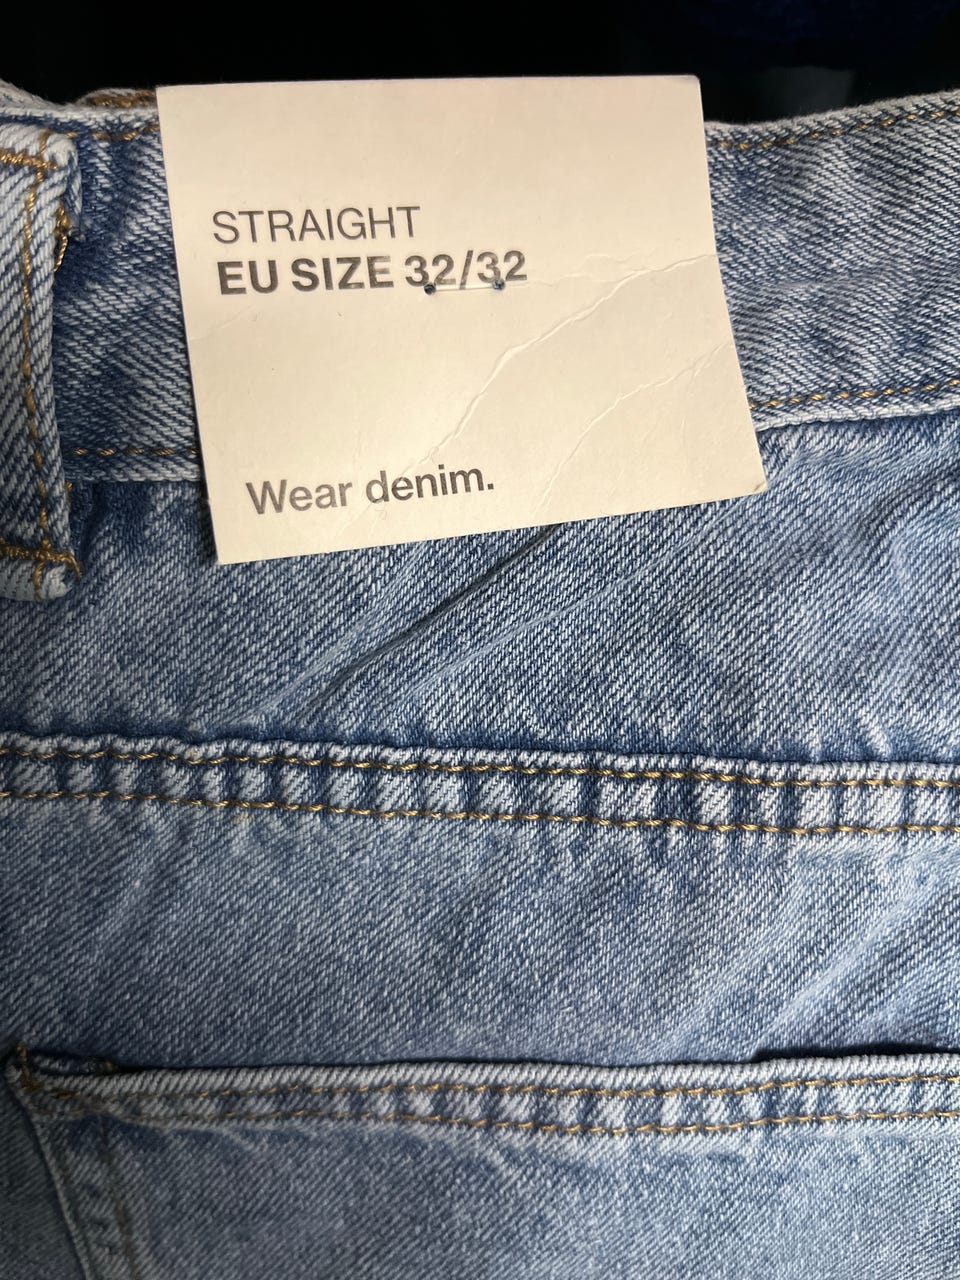 STRAIGHT
EU SIZE 32/32
Wear denim.